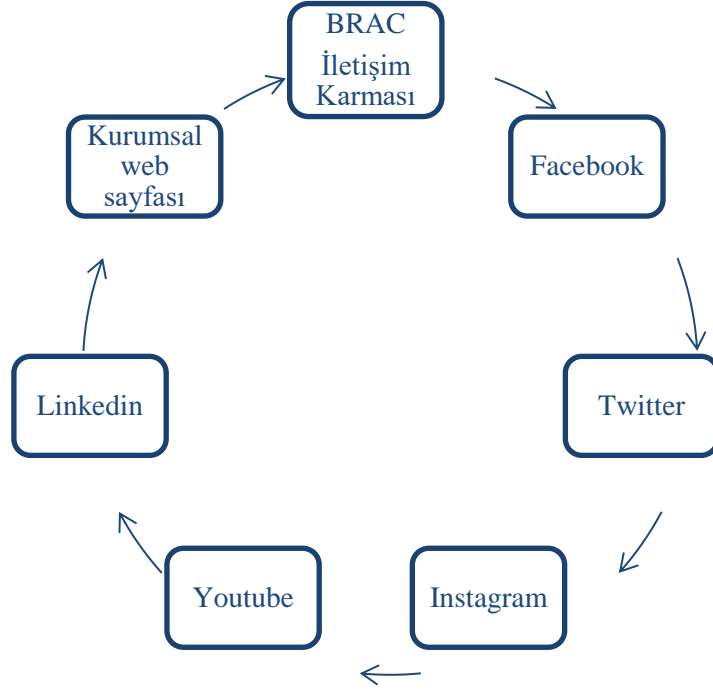 BRAC
İletişim
Karması
Facebook
Twitter
Instagram
Youtube
Linkedin
Kurumsal
web
sayfası